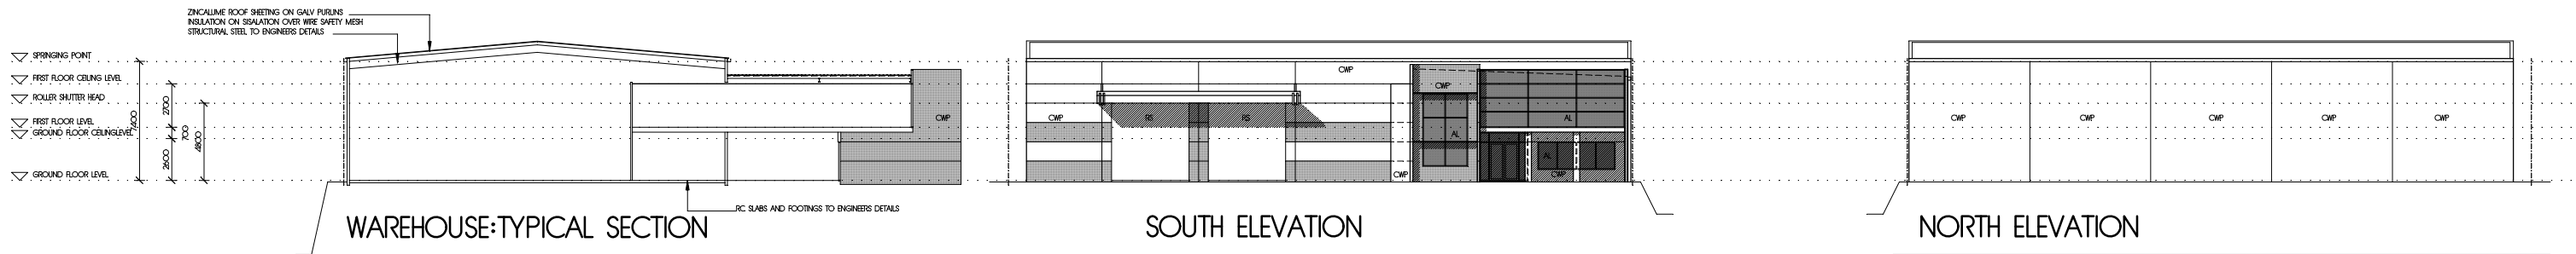 ZINCALUME ROOF SHEETING ON GALV PURLINS
INSULATION ON SISALATION OVER WIRE SAFETY MESH
STRUCTURAL STEEL TO ENGINEERS DETAILS
SPRINGING POINT
FIRST FLOOR CEILING LEVEL
ROLLER SHUTTER HEAD
FIRST FLOOR LEVEL
GROUND FLOOR CEILINGLEVEL
GROUND FLOOR LEVEL
7400
2700
700
2600
4800
CWP
RC SLABS AND FOOTINGS TO ENGINEERS DETAILS
WAREHOUSE:TYPICAL SECTION
CWP
CWP
CWP
RS
RS
AL
AL
AL
CWP
CWP
SOUTH ELEVATION
CWP
CWP
CWP
CWP
CWP
NORTH ELEVATION